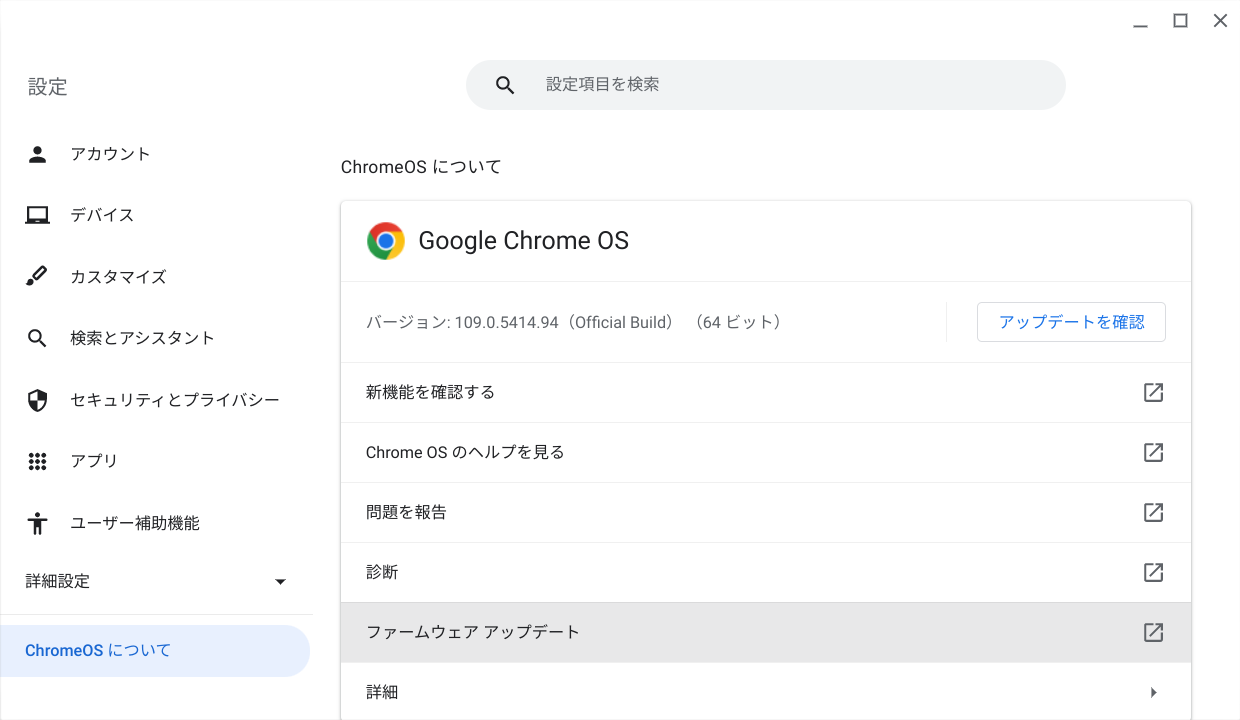 設定
設定項目を検索
アカウント
デバイス
カスタマイズ
検索とアシスタント
セキュリティとプライバシー
アプリ
ユーザー補助機能
詳細設定
ChromeOS について
ChromeOS について
Google Chrome OS
バージョン: 109.0.5414.94（Official Build） （64 ビット）
アップデートを確認
新機能を確認する
Chrome OS のヘルプを見る
問題を報告
診断
ファームウェア アップデート
詳細